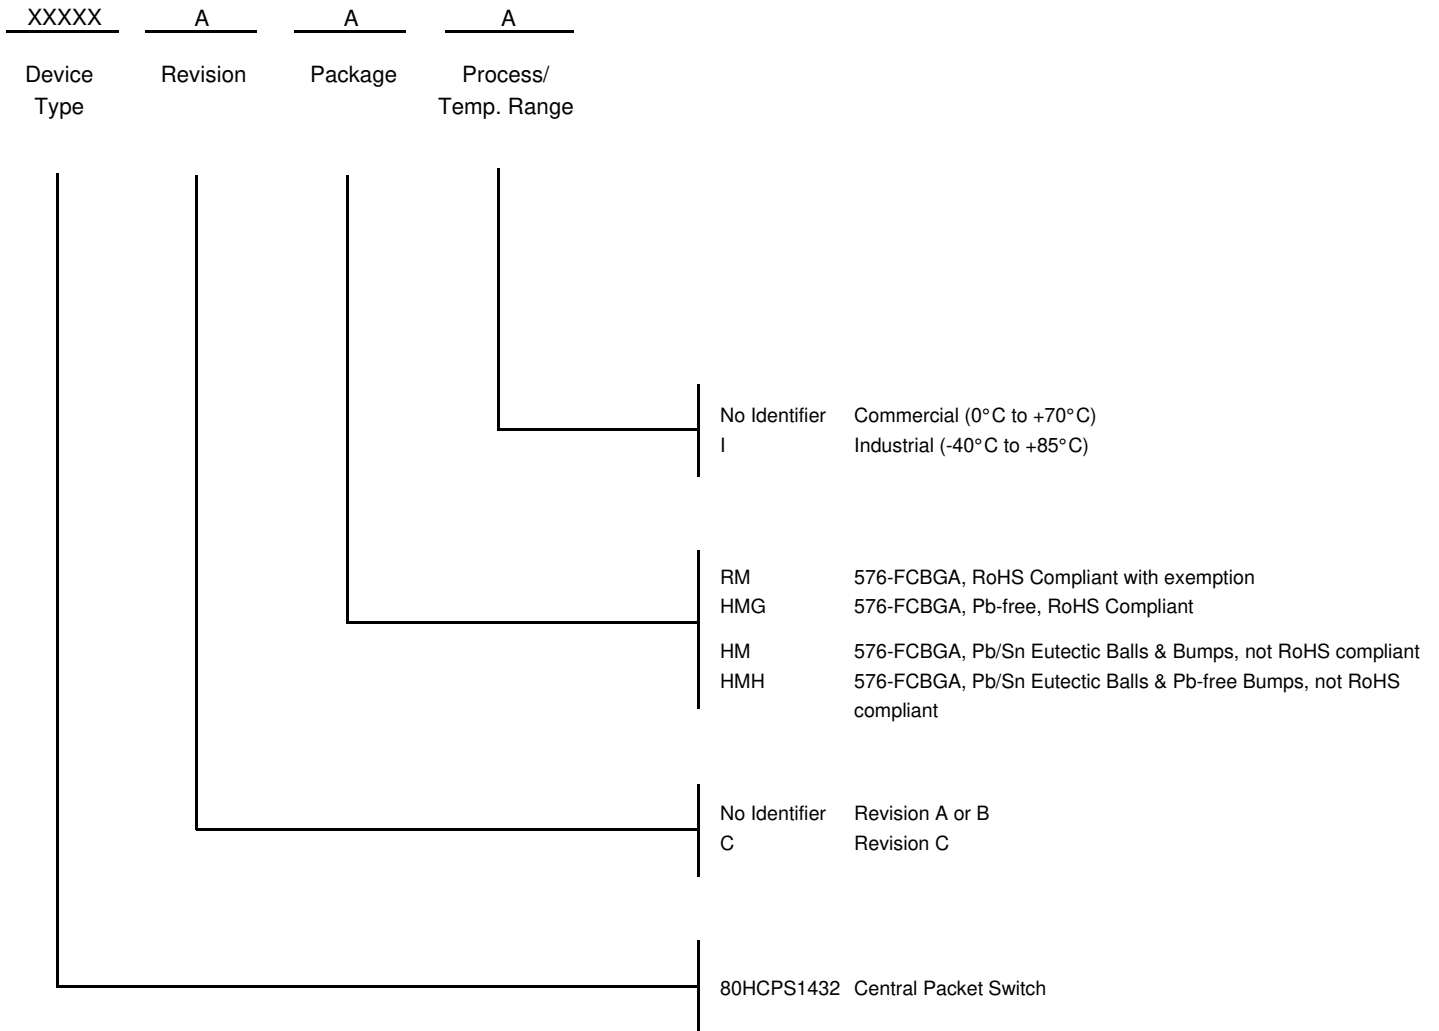 XXXXX A A A
Device Type Revision Package Process/ Temp. Range
No Identifier Commercial (0°C to +70°C)
I Industrial (-40°C to +85°C)
RM 576-FCBGA, RoHS Compliant with exemption
HMG 576-FCBGA, Pb-free, RoHS Compliant
HM 576-FCBGA, Pb/Sn Eutectic Balls & Bumps, not RoHS compliant
HMH 576-FCBGA, Pb/Sn Eutectic Balls & Pb-free Bumps, not RoHS
compliant
No Identifier Revision A or B
C Revision C
80HCPS1432 Central Packet Switch